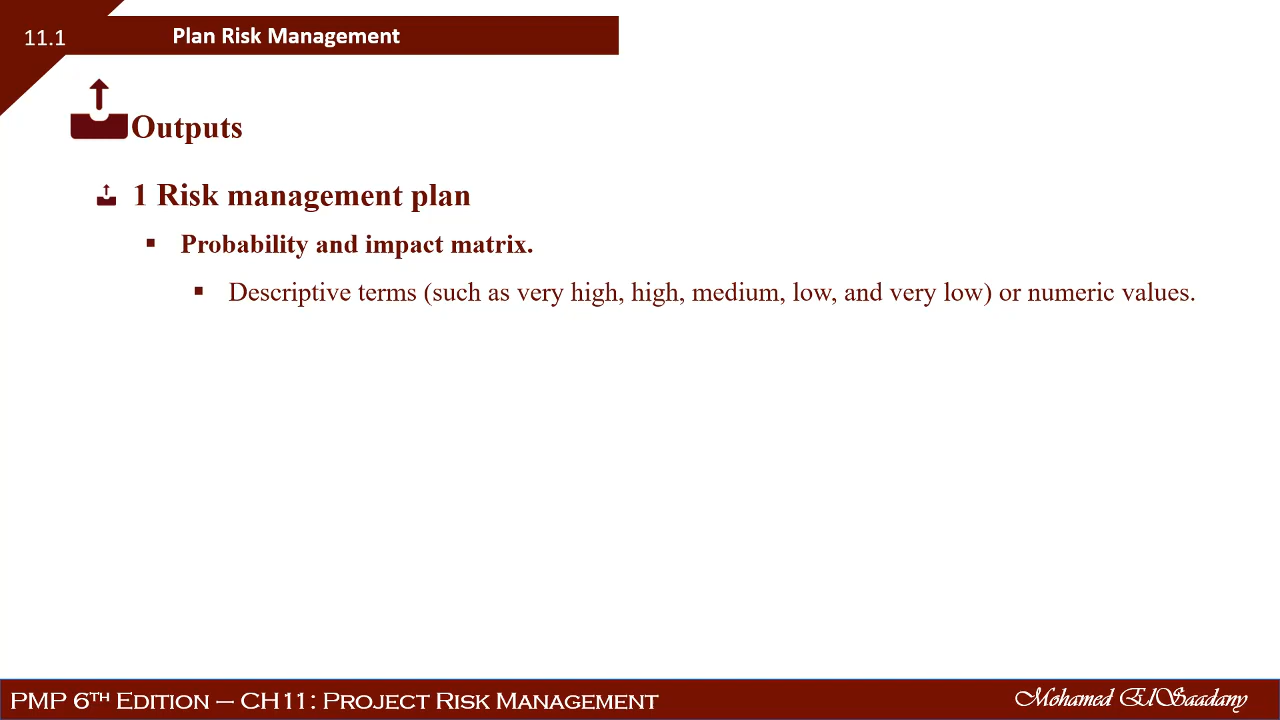 11.1
Plan Risk Management
Outputs
1 Risk management plan
▪ Probability and impact matrix.
▪ Descriptive terms (such as very high, high, medium, low, and very low) or numeric values.
PMP 6TH Edition – CH11: Project Risk Management
Mohamed ElSaadany